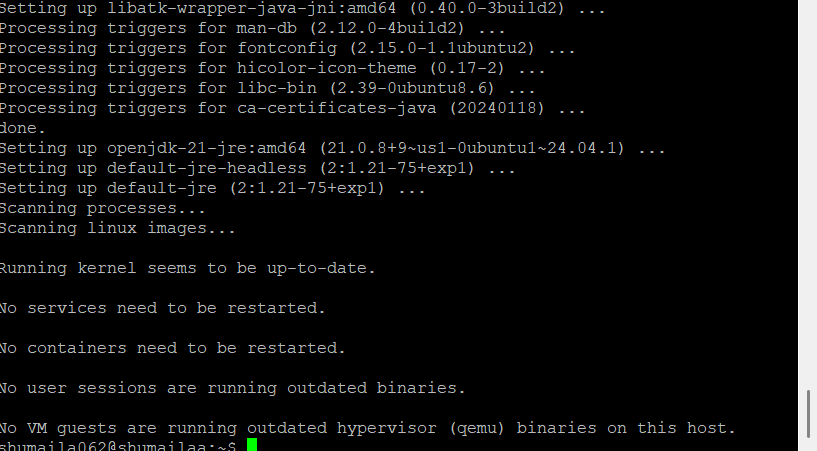 Setting up libatk-wrapper-java-jni:amd64 (0.40.0-3build2) ...
Processing triggers for man-db (2.12.0-4build2) ...
Processing triggers for fontconfig (2.15.0-1.1ubuntu2) ...
Processing triggers for hicolor-icon-theme (0.17-2) ...
Processing triggers for libc-bin (2.39-0ubuntu8.6) ...
Processing triggers for ca-certificates-java (20240118) ...
done.
Setting up openjdk-21-jre:amd64 (21.0.8+9~us1-0ubuntu1~24.04.1) ...
Setting up default-jre-headless (2:1.21-75+exp1) ...
Setting up default-jre (2:1.21-75+exp1) ...
Scanning processes...
Scanning linux images...
Running kernel seems to be up-to-date.
No services need to be restarted.
No containers need to be restarted.
No user sessions are running outdated binaries.
No VM guests are running outdated hypervisor (qemu) binaries on this host.
shumaila062@shumailaa:~$